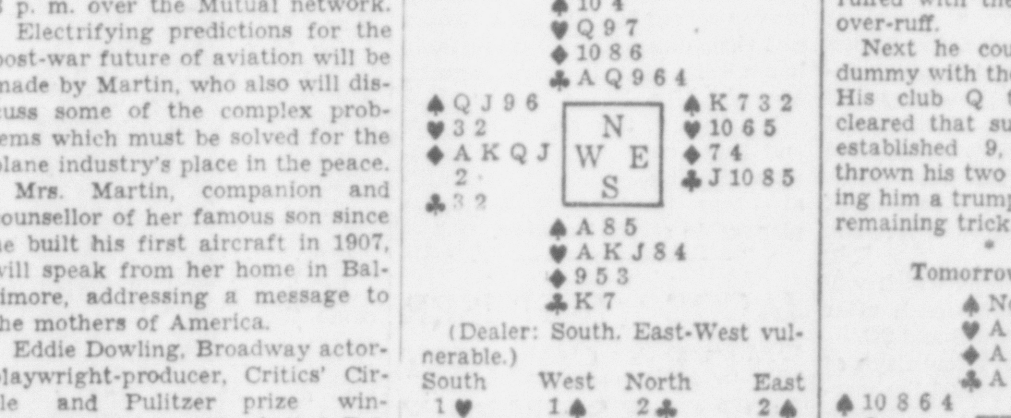 p. m. over the Mutual network.
Electrifying predictions for the
post-war future of aviation will be
made by Martin, who also will dis-
cuss some of the complex prob-
lems which must be solved for the
plane industry's place in the peace.
Mrs. Martin, companion and
counsellor of her famous son since
he built his first aircraft in 1907,
will speak from her home in Bal-
timore, addressing a message to
the mothers of America.
Eddie Dowling, Broadway actor-
playwright-producer, Critics' Cir-
cle and Pulitzer prize win-
♠ 10 4
♥ Q 9 7
♦ 10 8 6
♣ A Q 9 6 4
♠ Q J 9 6
♥ 3 2
♦ A K Q J
2
♣ 3 2
N
W E
S
♠ K 7 3 2
♥ 10 6 5
♦ 7 4
♣ J 10 8 5
♠ A 8 5
♥ A K J 8 4
♦ 9 5 3
♣ K 7
(Dealer: South. East-West vul-
nerable.)
South West North East
1 ♥ 1 ♠ 2 ♣ 2 ♠
ruffed with the
over-ruff.
Next he cou
dummy with the
His club Q t
cleared that su
established 9,
thrown his two
ing him a trump
remaining trick
*
Tomorrow
♠ No
♥ A
♦ A
♣ A
♠ 10 8 6 4